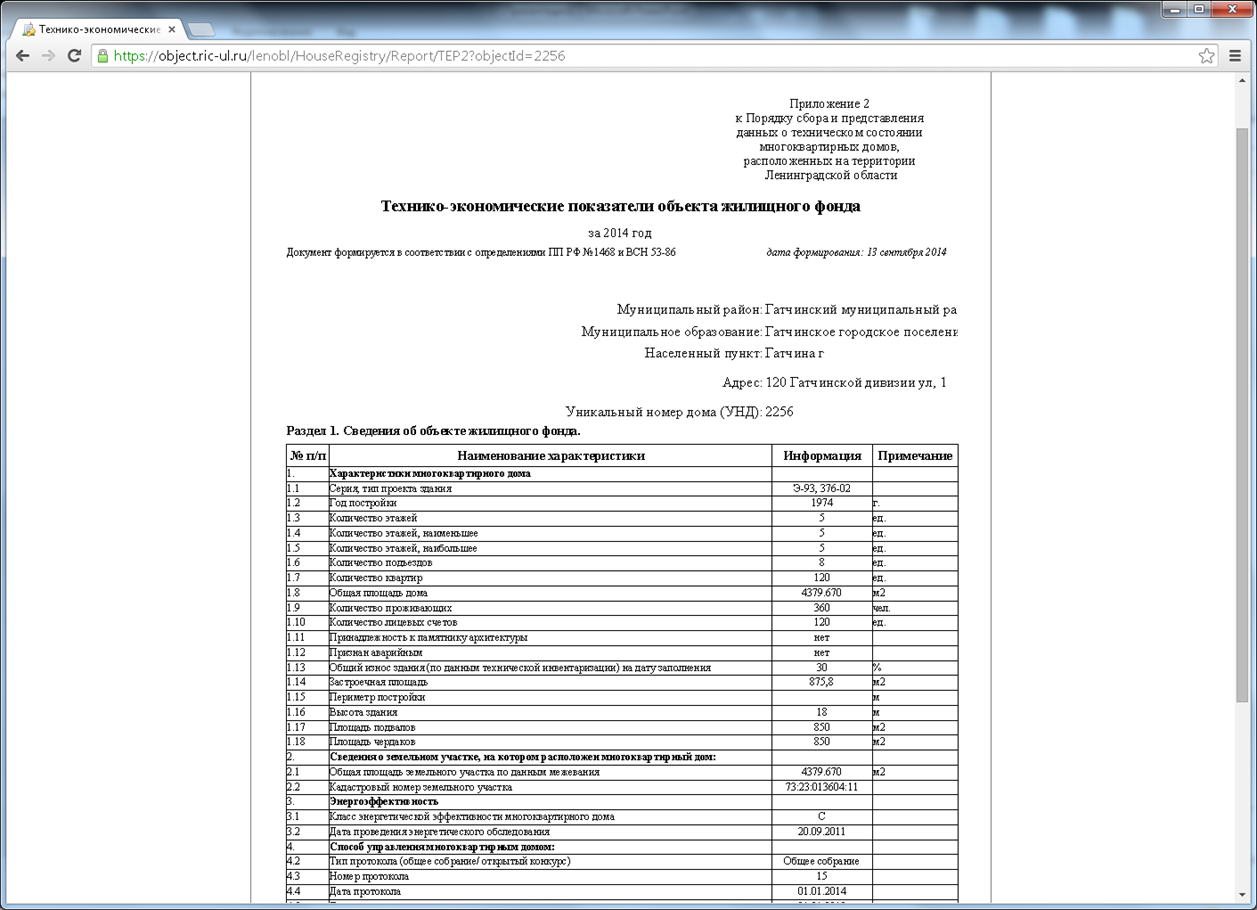 Технико-экономические
https://object.ric-ul.ru/lenobl/HouseRegistry/Report/TEP2?objectId=2256
Приложение 2
к Порядку сбора и представления
данных о техническом состоянии
многоквартирных домов,
расположенных на территории
Ленинградской области
Технико-экономические показатели объекта жилищного фонда
за 2014 год
Документ формируется в соответствии с определениями ПП РФ №1468 и ВСН 53-86 дата формирования: 13 сентября 2014
Муниципальный район: Гатчинский муниципальный ра
Муниципальное образование: Гатчинское городское поселени
Населенный пункт: Гатчина г
Адрес: 120 Гатчинской дивизии ул, 1
Уникальный номер дома (УНД): 2256
Раздел 1. Сведения об объекте жилищного фонда.
№ п/п Наименование характеристики Информация Примечание
1. Характеристики многоквартирного дома
1.1 Серия, тип проекта здания Э-93, 376-02
1.2 Год постройки 1974 г.
1.3 Количество этажей 5 ед.
1.4 Количество этажей, наименьшее 5 ед.
1.5 Количество этажей, наибольшее 5 ед.
1.6 Количество подъездов 8 ед.
1.7 Количество квартир 120 ед.
1.8 Общая площадь дома 4379.670 м2
1.9 Количество проживающих 360 чел.
1.10 Количество лицевых счетов 120 ед.
1.11 Принадлежность к памятнику архитектуры нет
1.12 Признан аварийным нет
1.13 Общий износ здания (по данным технической инвентаризации) на дату заполнения 30 %
1.14 Застроечная площадь 875,8 м2
1.15 Периметр постройки м
1.16 Высота здания 18 м
1.17 Площадь подвалов 850 м2
1.18 Площадь чердаков 850 м2
2. Сведения о земельном участке, на котором расположен многоквартирный дом:
2.1 Общая площадь земельного участка по данным межевания 4379.670 м2
2.2 Кадастровый номер земельного участка 73:23:013604:11
3. Энергоэффективность
3.1 Класс энергетической эффективности многоквартирного дома C
3.2 Дата проведения энергетического обследования 20.09.2011
4. Способ управления многоквартирным домом:
4.2 Тип протокола (общее собрание/ открытый конкурс) Общее собрание
4.3 Номер протокола 15
4.4 Дата протокола 01.01.2014